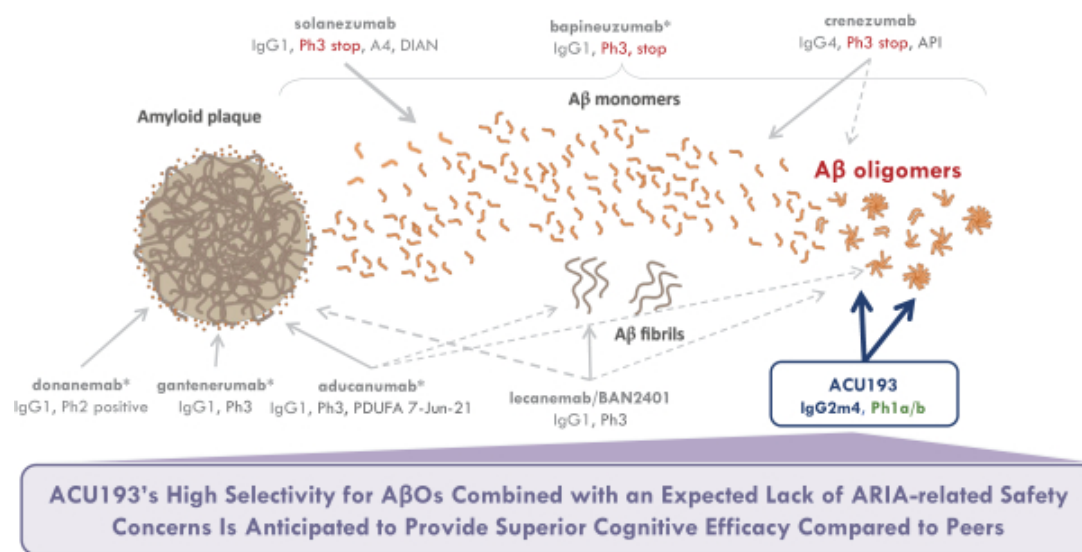 solanezumab
IgG1, Ph3 stop, A4, DIAN
bapineuzumab*
IgG1, Ph3, stop
crenezumab
IgG4, Ph3 stop, API
Amyloid plaque
Aβ monomers
Aβ oligomers
Aβ fibrils
donanemab*
IgG1, Ph2 positive
gantenerumab*
IgG1, Ph3
aducanumab*
IgG1, Ph3, PDUFA 7-Jun-21
lecanemab/BAN2401
IgG1, Ph3
ACU193
IgG2m4, Ph1a/b
ACU193's High Selectivity for AβOs Combined with an Expected Lack of ARIA-related Safety
Concerns Is Anticipated to Provide Superior Cognitive Efficacy Compared to Peers